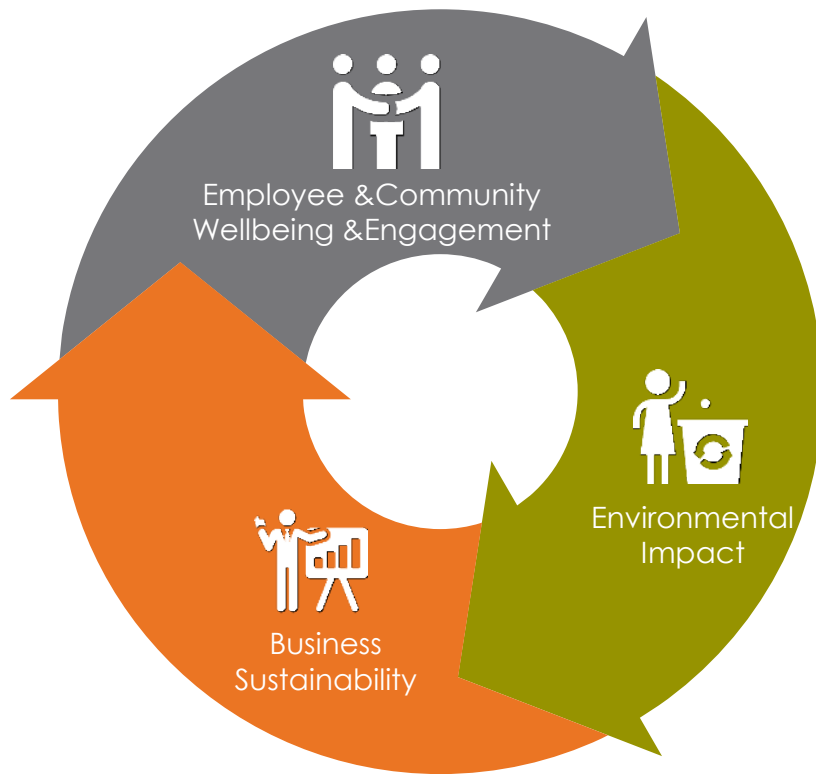 Employee &Community
Wellbeing &Engagement
Environmental
Impact
Business
Sustainability